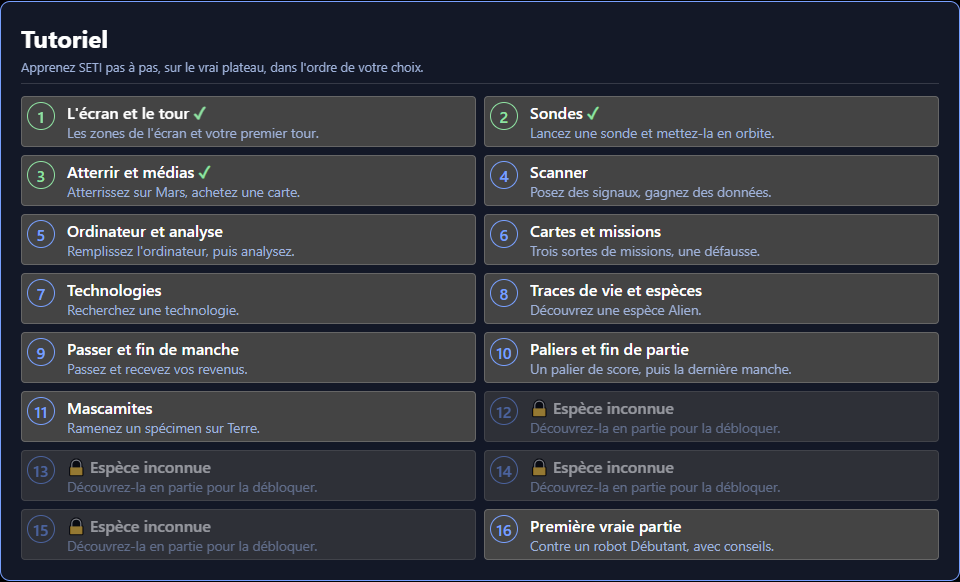 Tutoriel
Apprenez SETI pas à pas, sur le vrai plateau, dans l'ordre de votre choix.
1 L'écran et le tour ✓
Les zones de l'écran et votre premier tour.
2 Sondes ✓
Lancez une sonde et mettez-la en orbite.
3 Atterrir et médias ✓
Atterrissez sur Mars, achetez une carte.
4 Scanner
Posez des signaux, gagnez des données.
5 Ordinateur et analyse
Remplissez l'ordinateur, puis analysez.
6 Cartes et missions
Trois sortes de missions, une défausse.
7 Technologies
Recherchez une technologie.
8 Traces de vie et espèces
Découvrez une espèce Alien.
9 Passer et fin de manche
Passez et recevez vos revenus.
10 Paliers et fin de partie
Un palier de score, puis la dernière manche.
11 Mascamites
Ramenez un spécimen sur Terre.
12 Espèce inconnue
Découvrez-la en partie pour la débloquer.
13 Espèce inconnue
Découvrez-la en partie pour la débloquer.
14 Espèce inconnue
Découvrez-la en partie pour la débloquer.
15 Espèce inconnue
Découvrez-la en partie pour la débloquer.
16 Première vraie partie
Contre un robot Débutant, avec conseils.